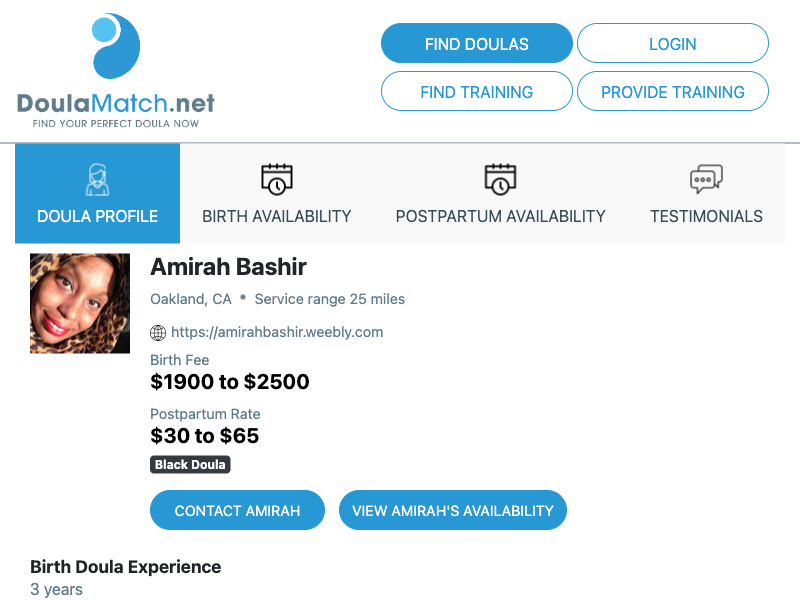 DoulaMatch.net
FIND YOUR PERFECT DOULA NOW
FIND DOULAS
LOGIN
FIND TRAINING
PROVIDE TRAINING
DOULA PROFILE
BIRTH AVAILABILITY
POSTPARTUM AVAILABILITY
TESTIMONIALS
Amirah Bashir
Oakland, CA • Service range 25 miles
https://amirahbashir.weebly.com
Birth Fee
$1900 to $2500
Postpartum Rate
$30 to $65
Black Doula
CONTACT AMIRAH
VIEW AMIRAH'S AVAILABILITY
Birth Doula Experience
3 years